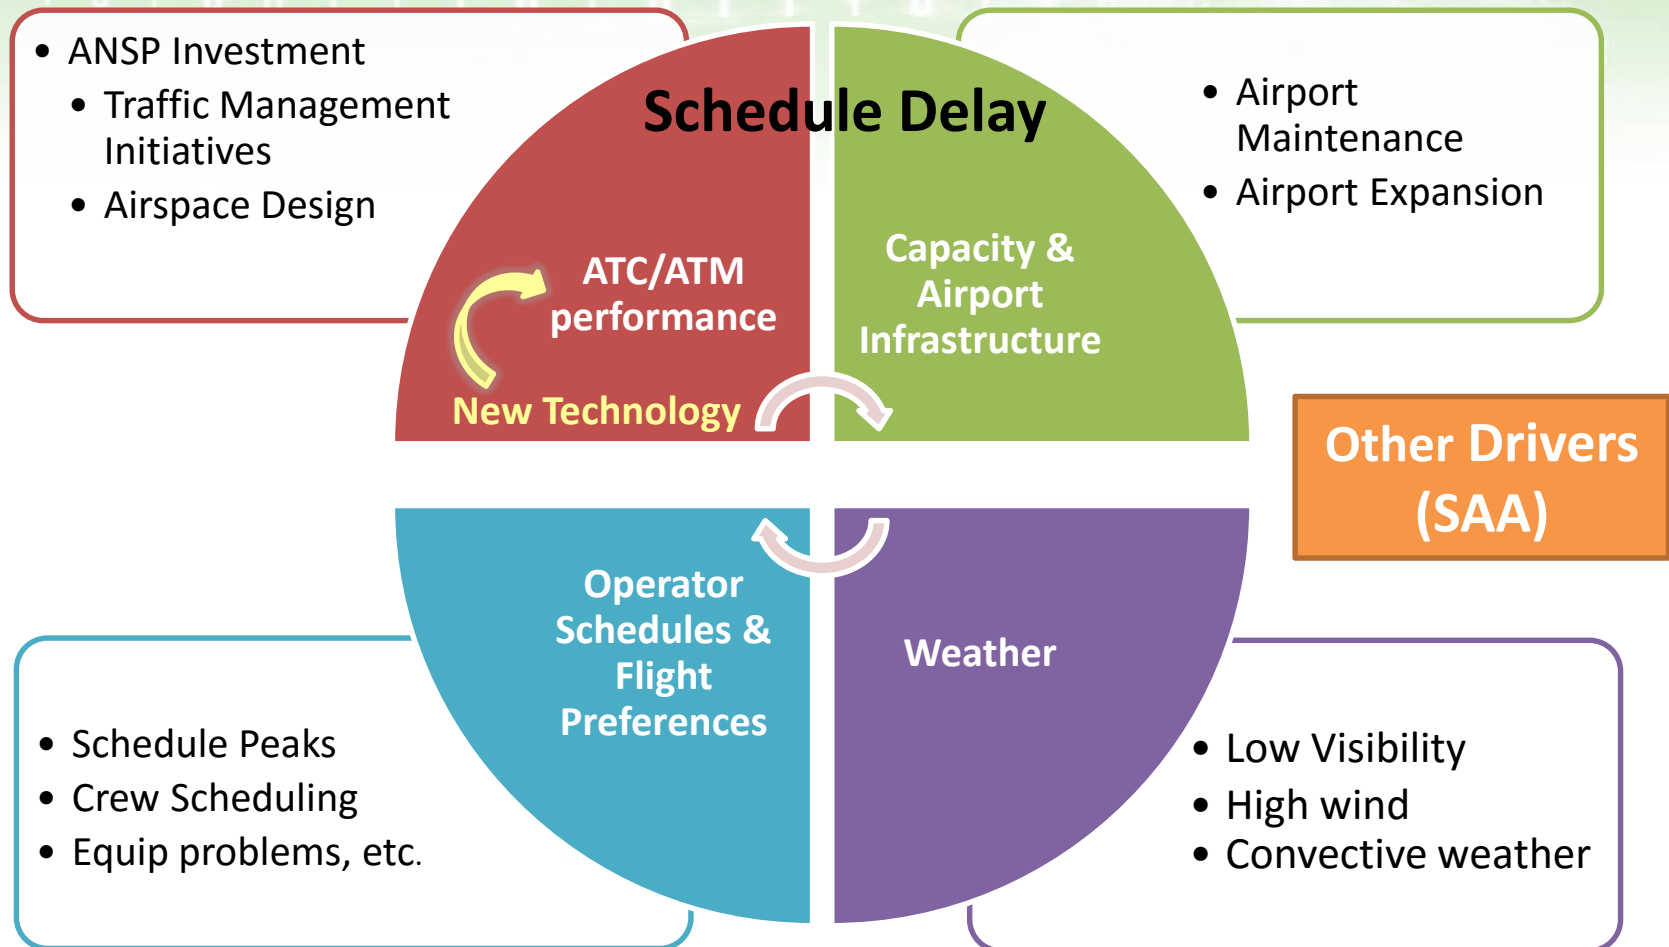 Schedule Delay
• ANSP Investment
• Traffic Management
Initiatives
• Airspace Design
ATC/ATM
performance
New Technology
Capacity &
Airport
Infrastructure
• Airport
Maintenance
• Airport Expansion
Other Drivers
(SAA)
Operator
Schedules &
Flight
Preferences
• Schedule Peaks
• Crew Scheduling
• Equip problems, etc.
Weather
• Low Visibility
• High wind
• Convective weather